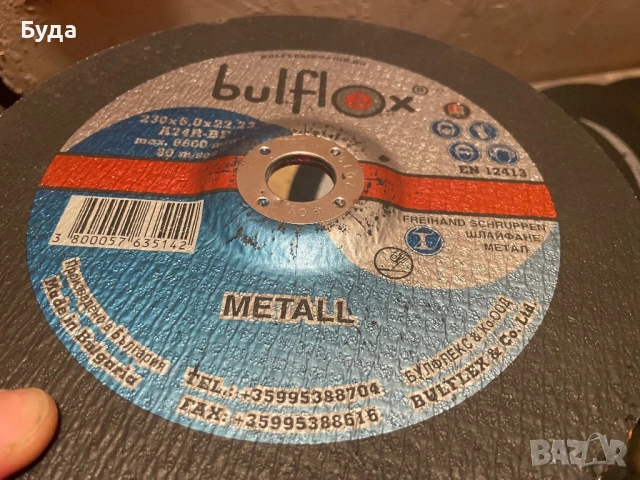 Буда
bulflex®
230x6,0x22,23
A24R-BF
max. 6600
80 m/sec
EN 12413
FREIHAND SCHRUPPEN
ШЛАЙФАНЕ
МЕТАЛ
3 800057 635142
METALL
Произведено в България
Made in Bulgaria
TEL.: +35995388704
FAX: +35995388616
БУЛФЛЕКС & Ко ООД
BULFLEX & Co. Ltd.
BAZAR